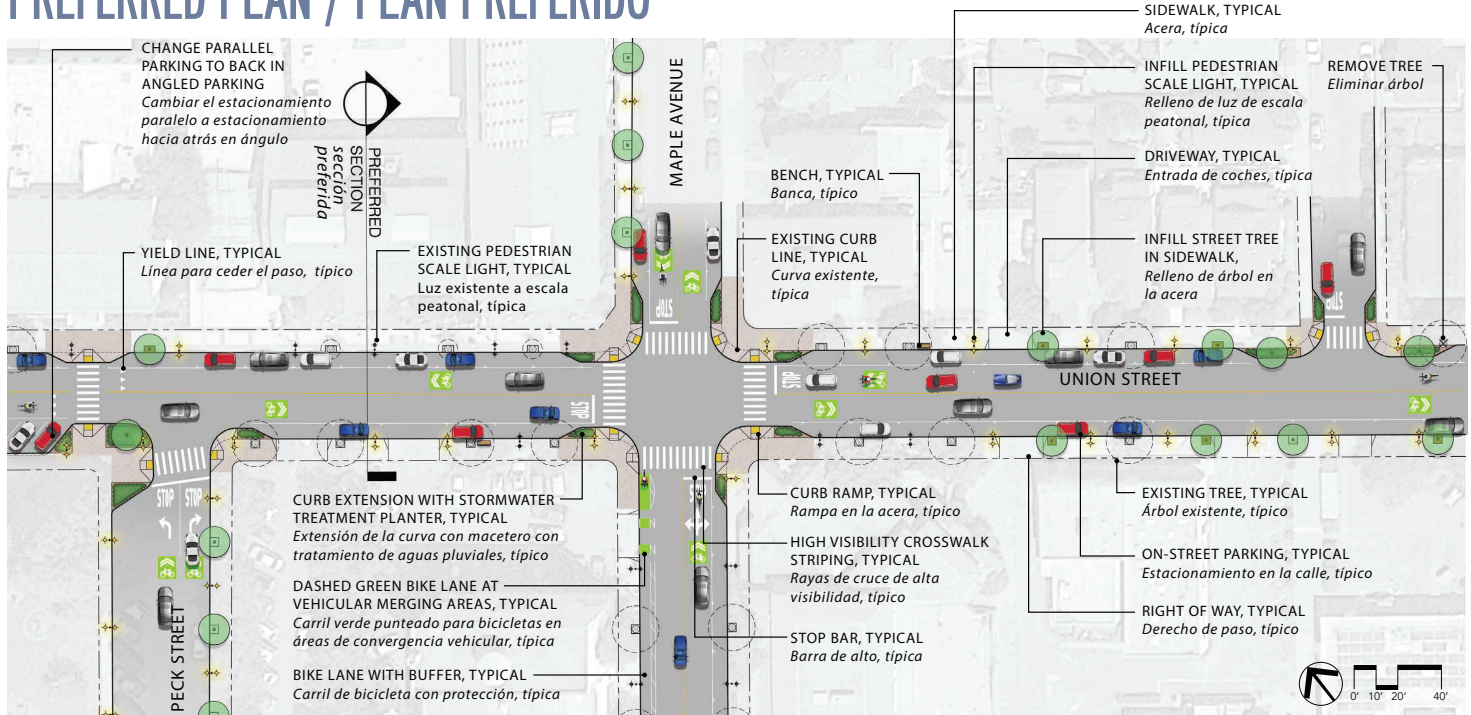 PREFERRED PLAN / PLAN PREFERIDO
CHANGE PARALLEL
PARKING TO BACK IN
ANGLED PARKING
Cambiar el estacionamiento
paralelo a estacionamiento
hacia atrás en ángulo
PREFERRED
SECTION
sección
preferida
YIELD LINE, TYPICAL
Línea para ceder el paso, típico
EXISTING PEDESTRIAN
SCALE LIGHT, TYPICAL
Luz existente a escala
peatonal, típica
MAPLE AVENUE
BENCH, TYPICAL
Banca, típico
EXISTING CURB
LINE, TYPICAL
Curva existente,
típica
SIDEWALK, TYPICAL
Acera, típica
INFILL PEDESTRIAN
SCALE LIGHT, TYPICAL
Relleno de luz de escala
peatonal, típica
DRIVEWAY, TYPICAL
Entrada de coches, típica
INFILL STREET TREE
IN SIDEWALK,
Relleno de árbol en
la acera
REMOVE TREE
Eliminar árbol
STOP
STOP
UNION STREET
STOP
STOP
STOP
STOP
STOP
PECK STREET
CURB EXTENSION WITH STORMWATER
TREATMENT PLANTER, TYPICAL
Extensión de la curva con macetero con
tratamiento de aguas pluviales, típico
DASHED GREEN BIKE LANE AT
VEHICULAR MERGING AREAS, TYPICAL
Carril verde punteado para bicicletas en
áreas de convergencia vehicular, típica
BIKE LANE WITH BUFFER, TYPICAL
Carril de bicicleta con protección, típica
CURB RAMP, TYPICAL
Rampa en la acera, típico
HIGH VISIBILITY CROSSWALK
STRIPING, TYPICAL
Rayas de cruce de alta
visibilidad, típico
STOP BAR, TYPICAL
Barra de alto, típica
EXISTING TREE, TYPICAL
Árbol existente, típico
ON-STREET PARKING, TYPICAL
Estacionamiento en la calle, típico
RIGHT OF WAY, TYPICAL
Derecho de paso, típico
0' 10' 20' 40'